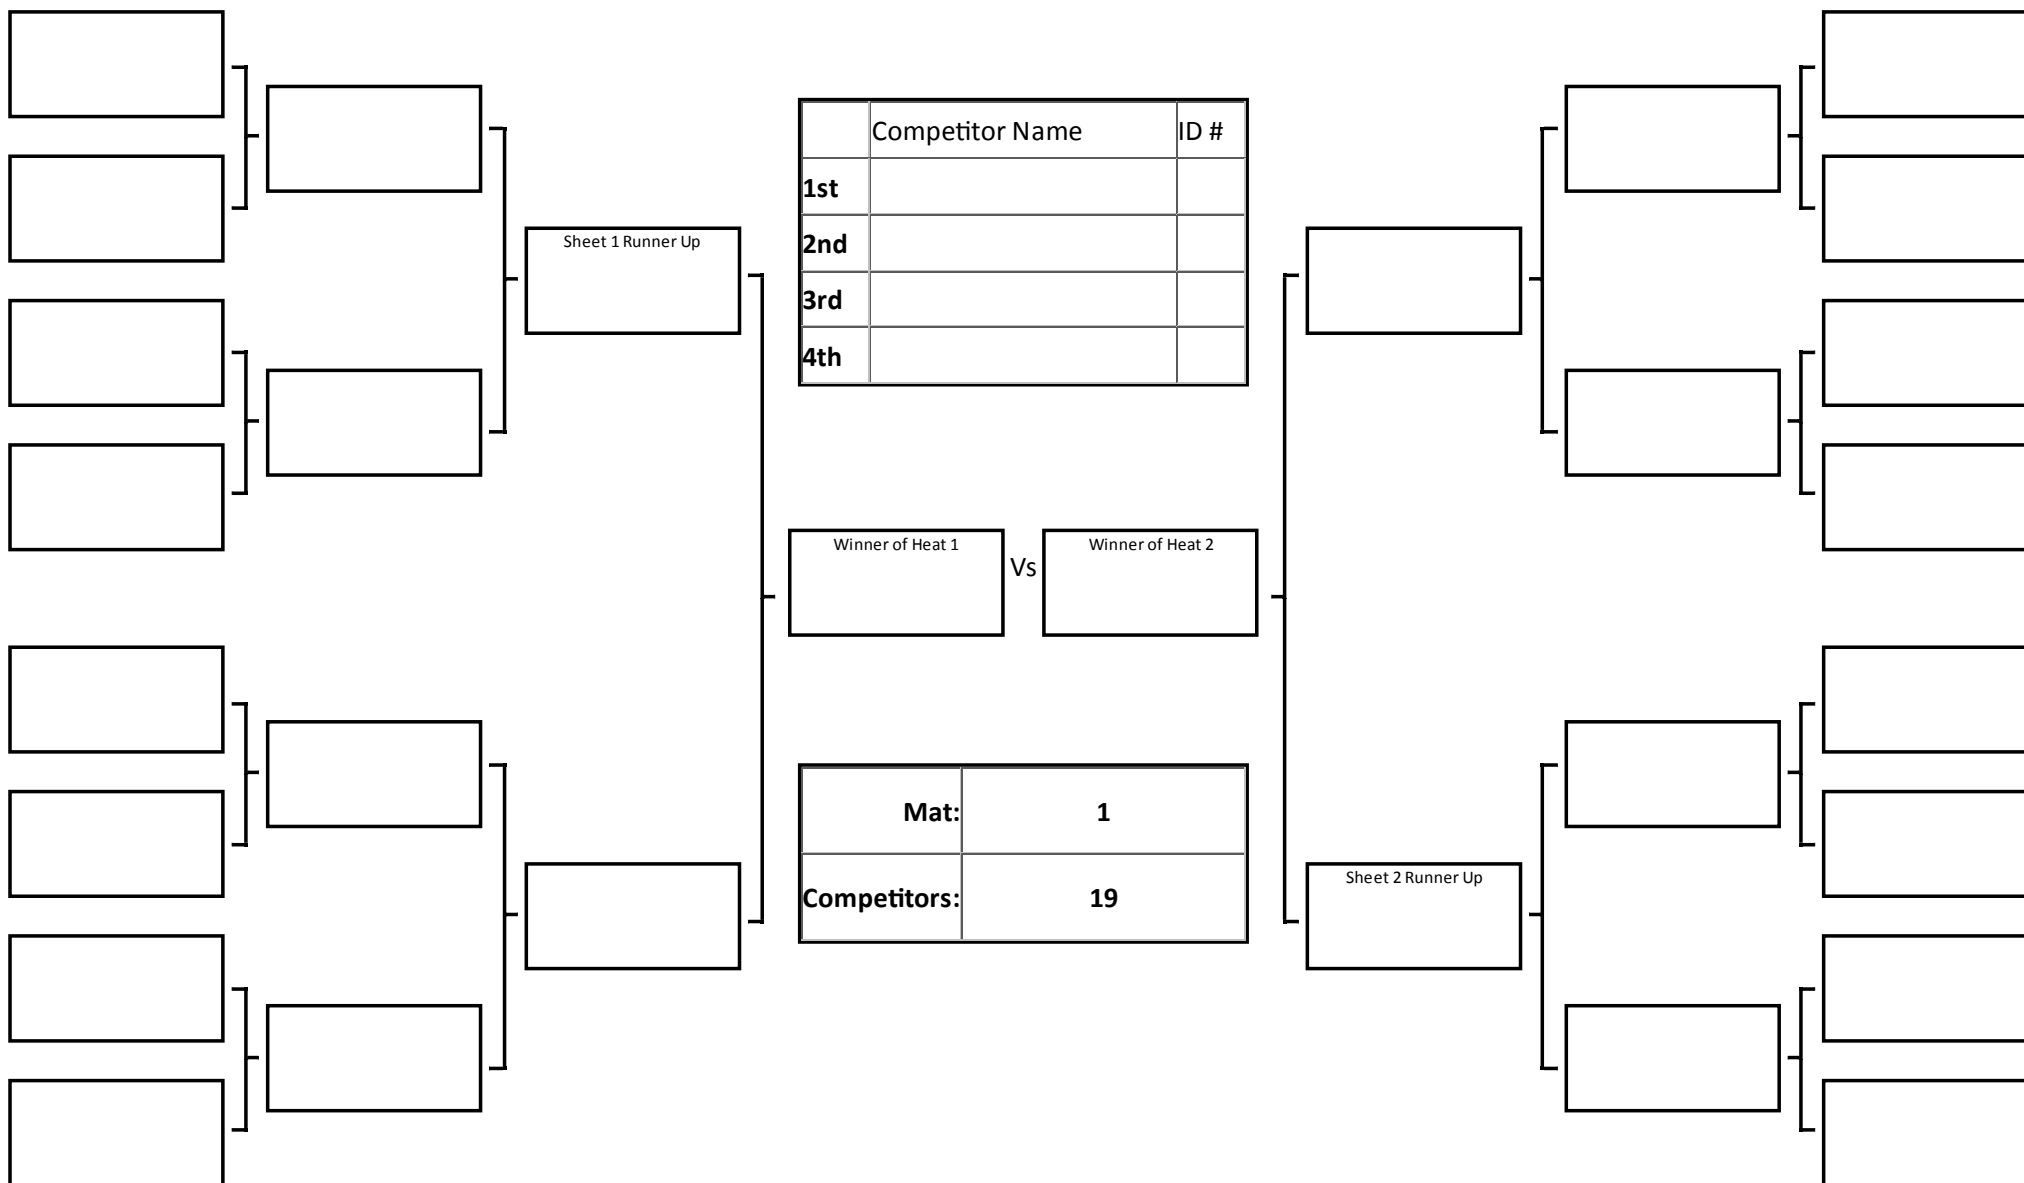 Competitor Name ID #
1st
Sheet 1 Runner Up
2nd
3rd
4th
Winner of Heat 1 Vs Winner of Heat 2
Mat: 1
Sheet 2 Runner Up
Competitors: 19